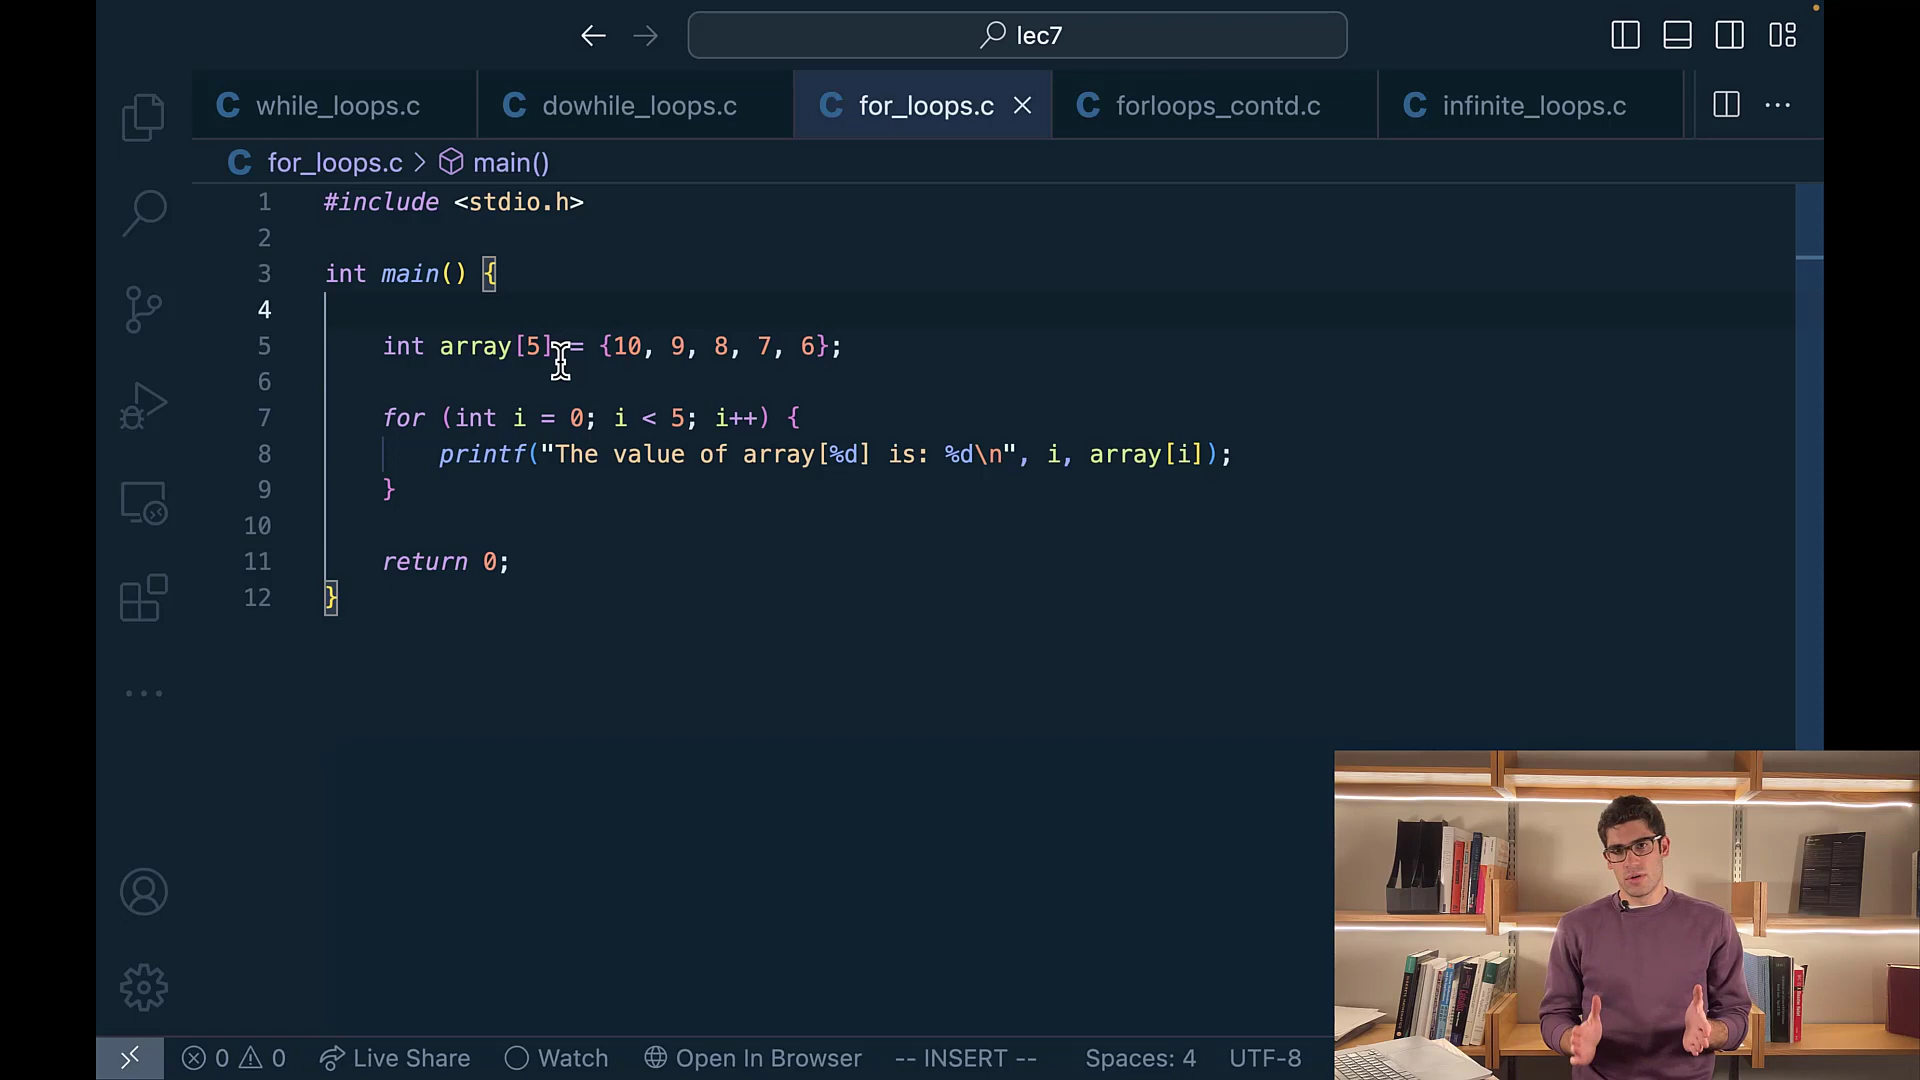 lec7
while_loops.c
dowhile_loops.c
for_loops.c
forloops_contd.c
infinite_loops.c
for_loops.c > main()
1 #include <stdio.h>
2
3 int main() {
4
5 int array[5] = {10, 9, 8, 7, 6};
6
7 for (int i = 0; i < 5; i++) {
8 printf("The value of array[%d] is: %d\n", i, array[i]);
9 }
10
11 return 0;
12 }
0 0 Live Share Watch Open In Browser -- INSERT -- Spaces: 4 UTF-8